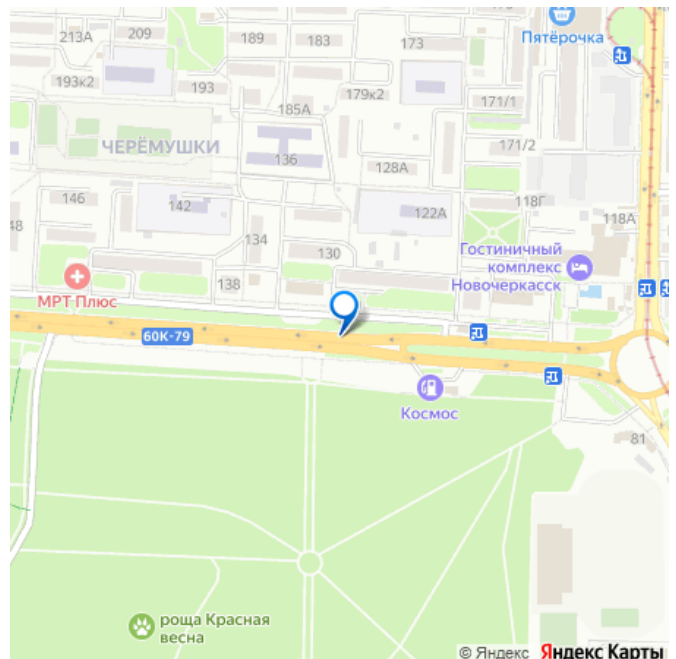 213А
209
189
183
173
Пятёрочка
193к2
193
179к2
171/1
185А
ЧЕРЁМУШКИ
136
171/2
128А
146
142
122А
118Г
118А
48
134
130
Гостиничный
комплекс
Новочеркасск
138
МРТ Плюс
60К-79
Космос
81
роща Красная
весна
© Яндекс Яндекс Карты